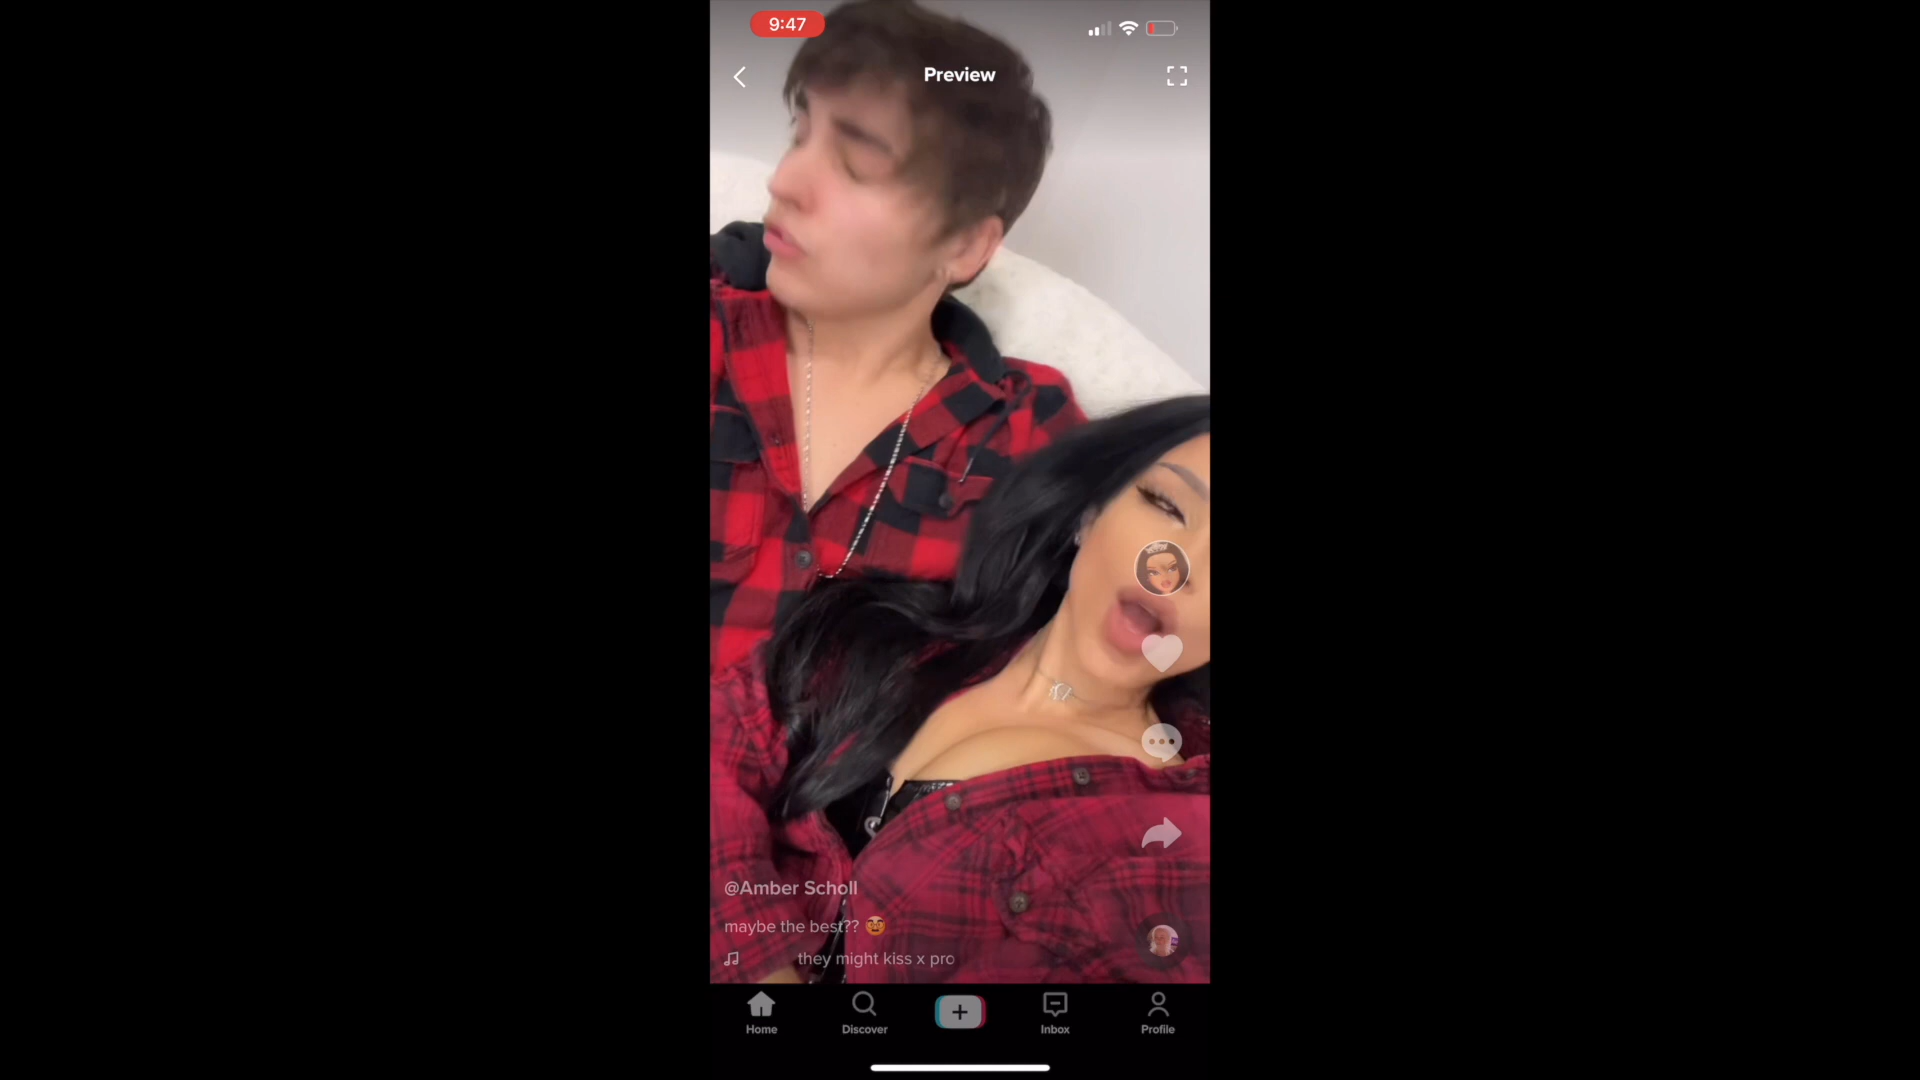 9:47
Preview
@Amber Scholl
maybe the best??
they might kiss x pro
Home
Discover
Inbox
Profile